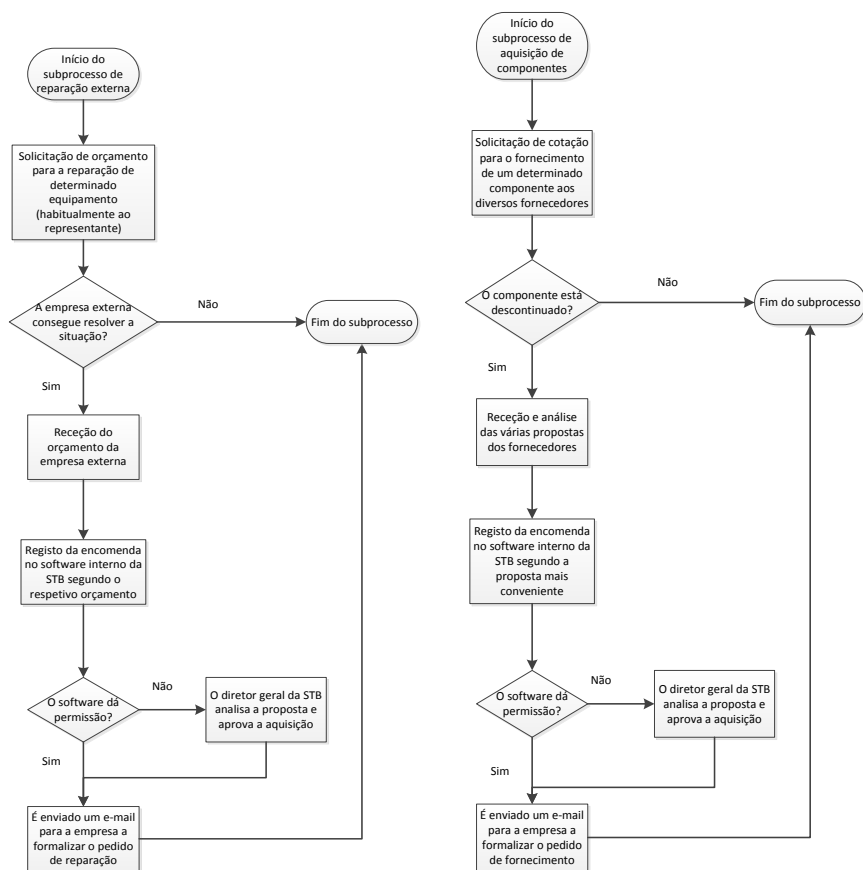 Início do
subprocesso de
reparação externa
Solicitação de orçamento
para a reparação de
determinado
equipamento
(habitualmente ao
representante)
A empresa externa
consegue resolver a
situação?
Não
Fim do subprocesso
Sim
Receção do
orçamento da
empresa externa
Registo da encomenda
no software interno da
STB segundo o
respetivo orçamento
O software dá
permissão?
Não
O diretor geral da STB
analisa a proposta e
aprova a aquisição
Sim
É enviado um e-mail
para a empresa a
formalizar o pedido
de reparação
Início do
subprocesso de
aquisição de
componentes
Solicitação de cotação
para o fornecimento
de um determinado
componente aos
diversos fornecedores
O componente está
descontinuado?
Não
Fim do subprocesso
Sim
Receção e análise
das várias propostas
dos fornecedores
Registo da encomenda
no software interno da
STB segundo a
proposta mais
conveniente
O software dá
permissão?
Não
O diretor geral da STB
analisa a proposta e
aprova a aquisição
Sim
É enviado um e-mail
para a empresa a
formalizar o pedido
de fornecimento